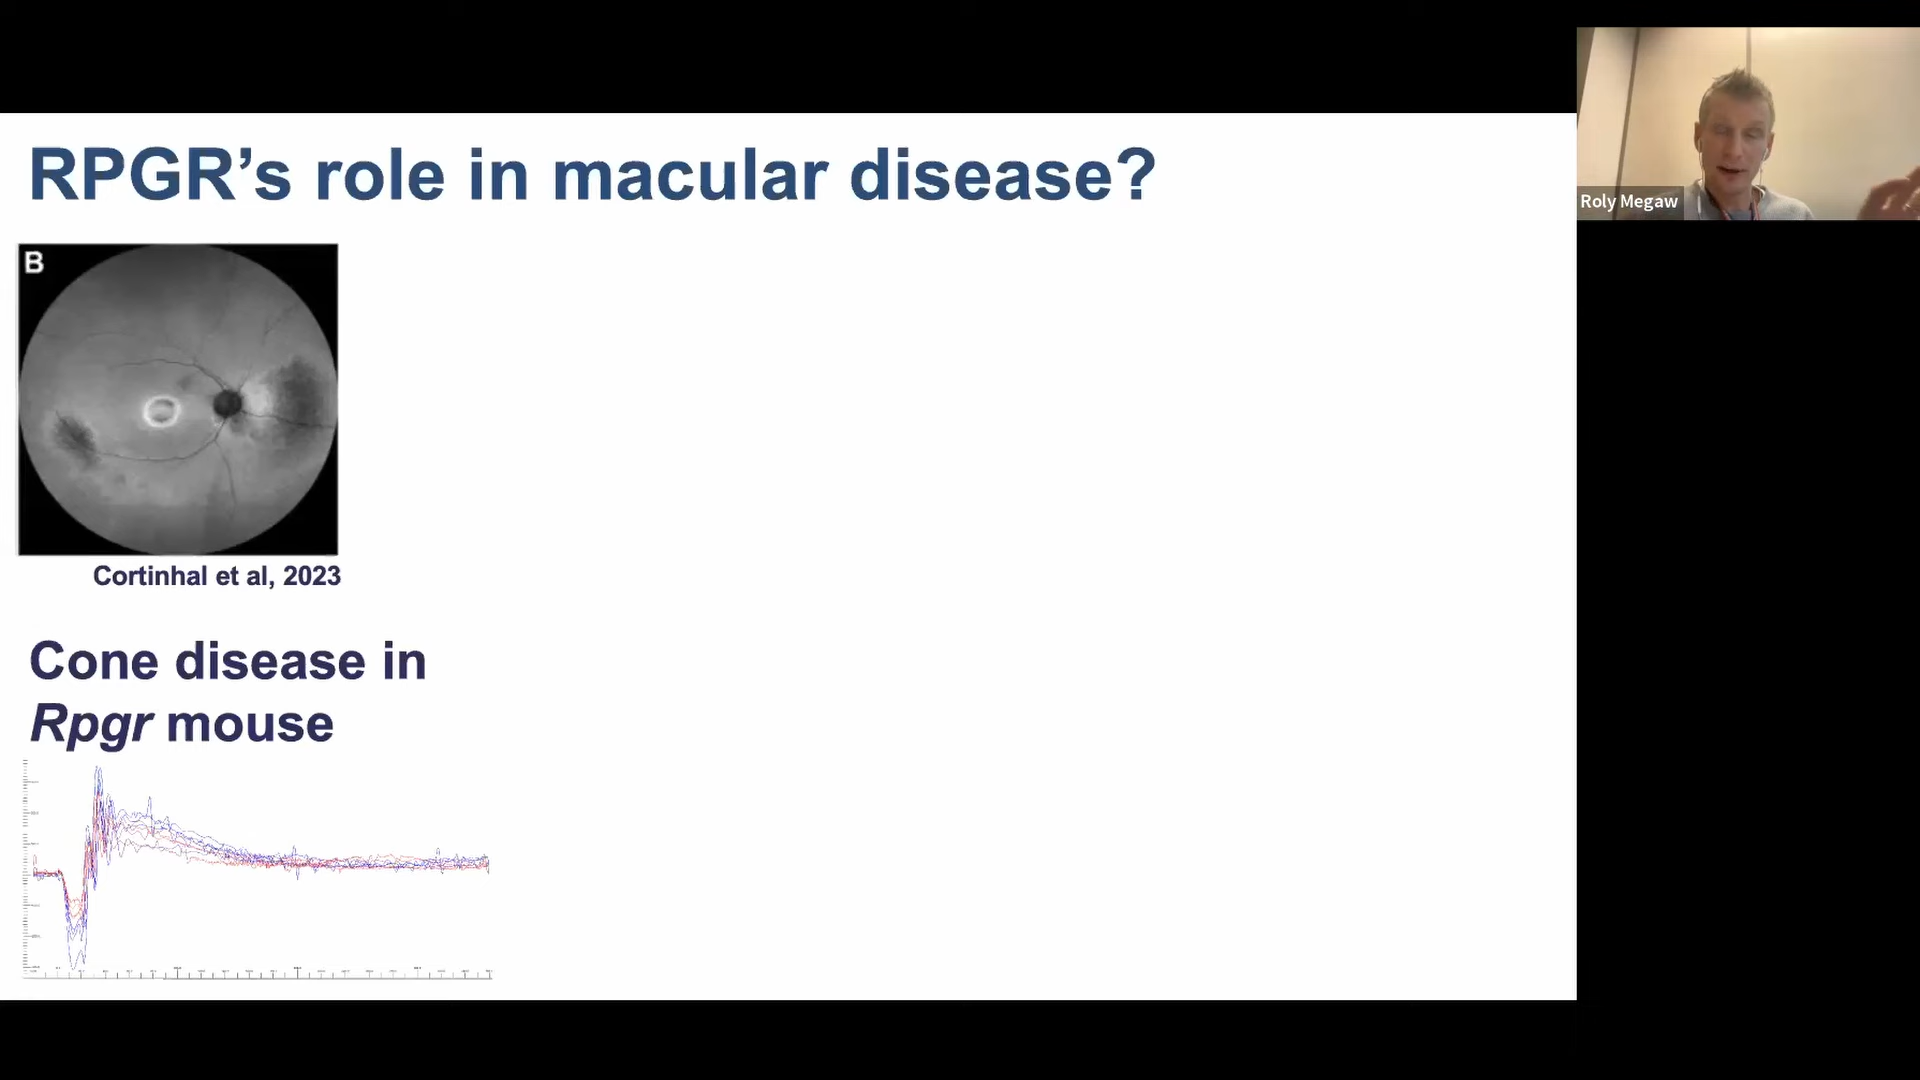 RPGR’s role in macular disease?
B
Cortinhal et al, 2023
Cone disease in
Rpgr mouse
Roly Megaw